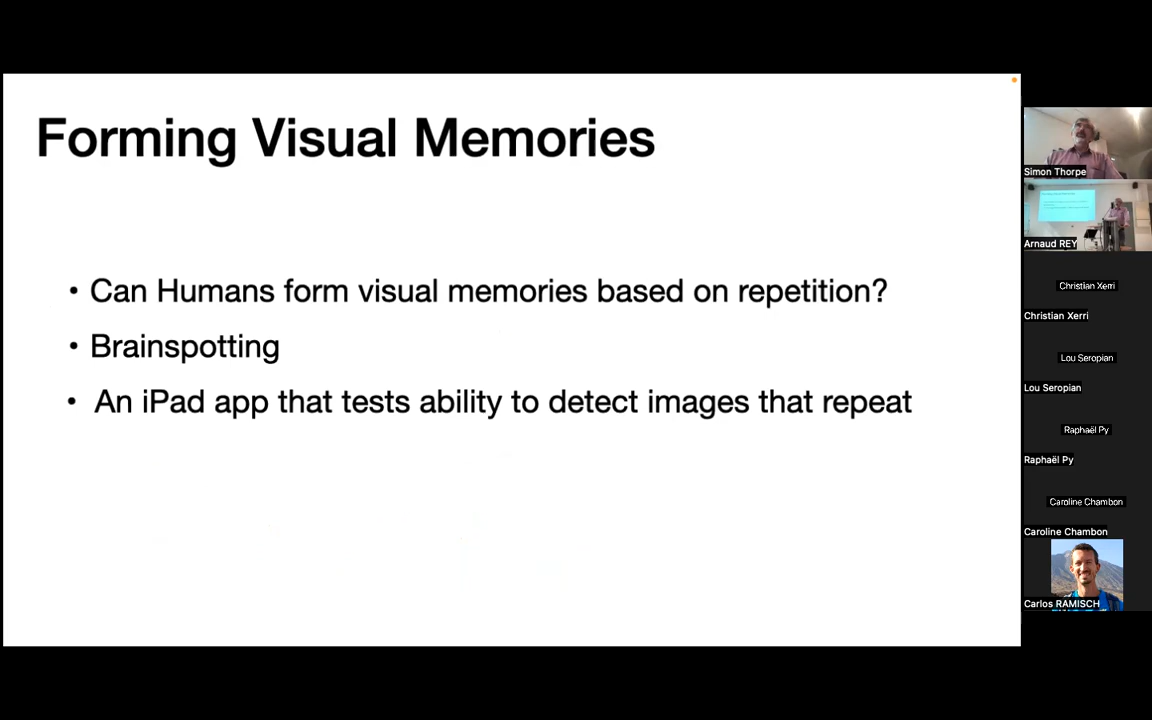 Forming Visual Memories
• Can Humans form visual memories based on repetition?
• Brainspotting
• An iPad app that tests ability to detect images that repeat
Simon Thorpe
Arnaud REY
Christian Xerri
Christian Xerri
Lou Seropian
Lou Seropian
Raphaël Py
Raphaël Py
Caroline Chambon
Caroline Chambon
Carlos RAMISCH